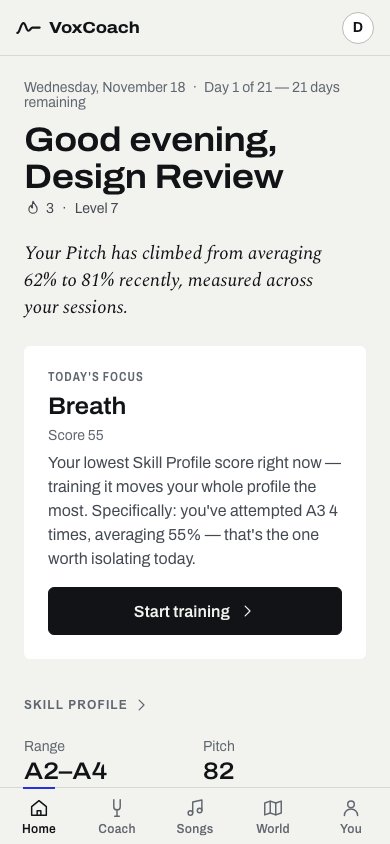 VoxCoach
D
Wednesday, November 18 · Day 1 of 21 — 21 days
remaining
Good evening,
Design Review
3 · Level 7
Your Pitch has climbed from averaging
62% to 81% recently, measured across
your sessions.
TODAY'S FOCUS
Breath
Score 55
Your lowest Skill Profile score right now —
training it moves your whole profile the
most. Specifically: you've attempted A3 4
times, averaging 55% — that's the one
worth isolating today.
Start training
SKILL PROFILE
Range Pitch
A2–A4 82
Home Coach Songs World You